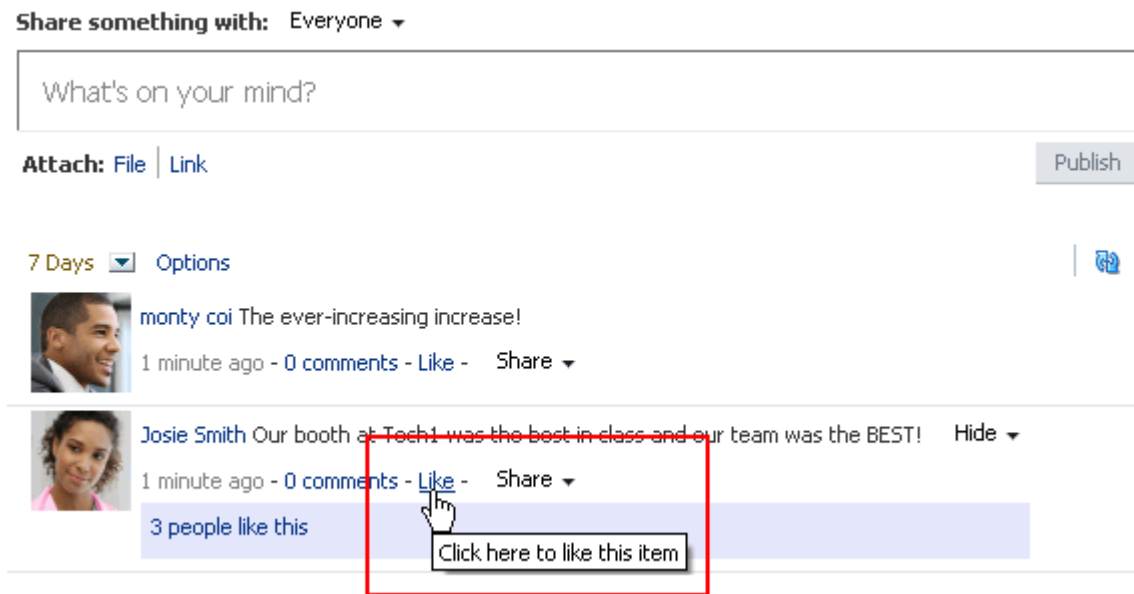 Share something with: Everyone
What's on your mind?
Attach: File Link
Publish
7 Days Options
monty coi The ever-increasing increase!
1 minute ago - 0 comments - Like - Share
Josie Smith Our booth at Tech1 was the best in class and our team was the BEST! Hide
1 minute ago - 0 comments - Like - Share
3 people like this
Click here to like this item